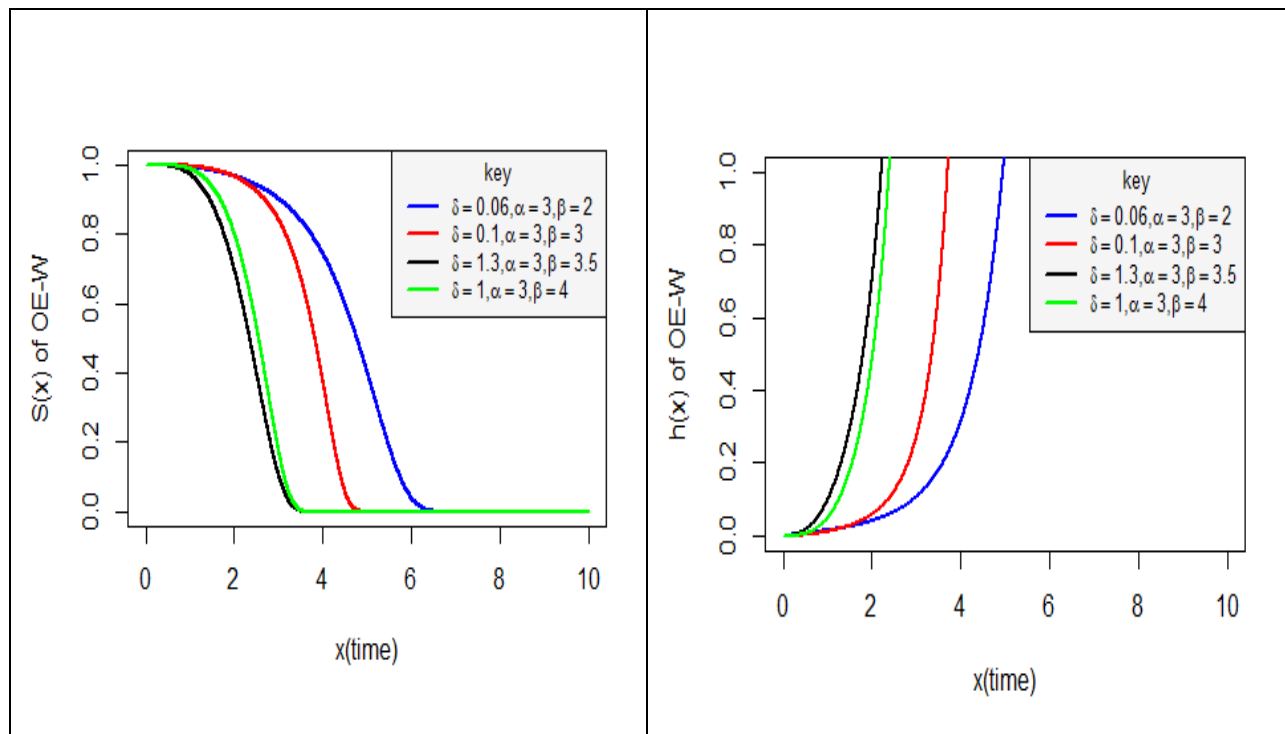 S(x) of OE-W
1.0
0.8
0.6
0.4
0.2
0.0
key
δ = 0.06,α = 3,β = 2
δ = 0.1,α = 3,β = 3
δ = 1.3,α = 3,β = 3.5
δ = 1,α = 3,β = 4
0 2 4 6 8 10
x(time)
h(x) of OE-W
1.0
0.8
0.6
0.4
0.2
0.0
key
δ = 0.06,α = 3,β = 2
δ = 0.1,α = 3,β = 3
δ = 1.3,α = 3,β = 3.5
δ = 1,α = 3,β = 4
0 2 4 6 8 10
x(time)